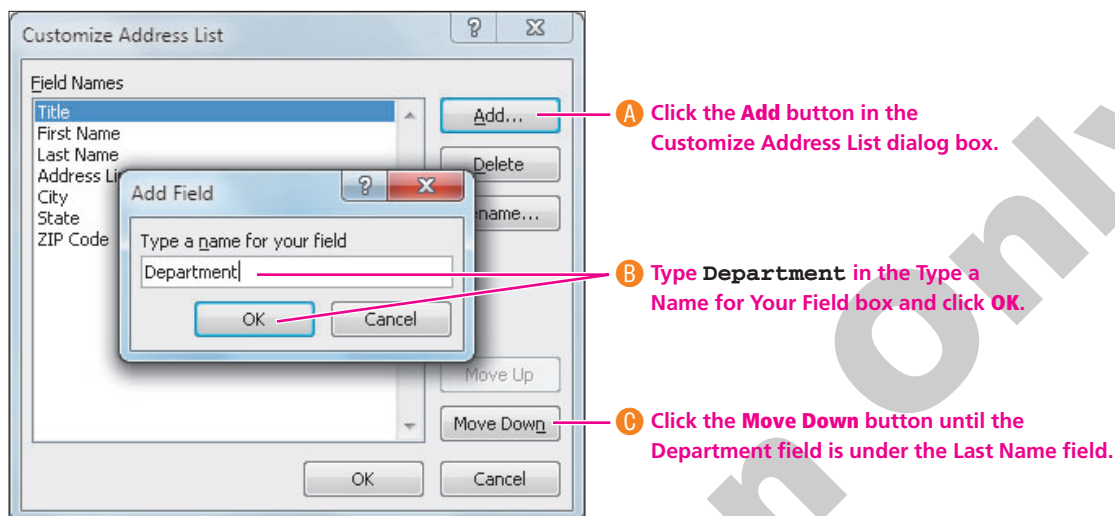 Customize Address List
Field Names
Title
First Name
Last Name
City
State
ZIP Code
Add...
Delete
Add Field
Type a name for your field
Department
OK
Cancel
Move Up
Move Down
OK
Cancel
A Click the Add button in the
Customize Address List dialog box.
B Type Department in the Type a
Name for Your Field box and click OK.
C Click the Move Down button until the
Department field is under the Last Name field.
only